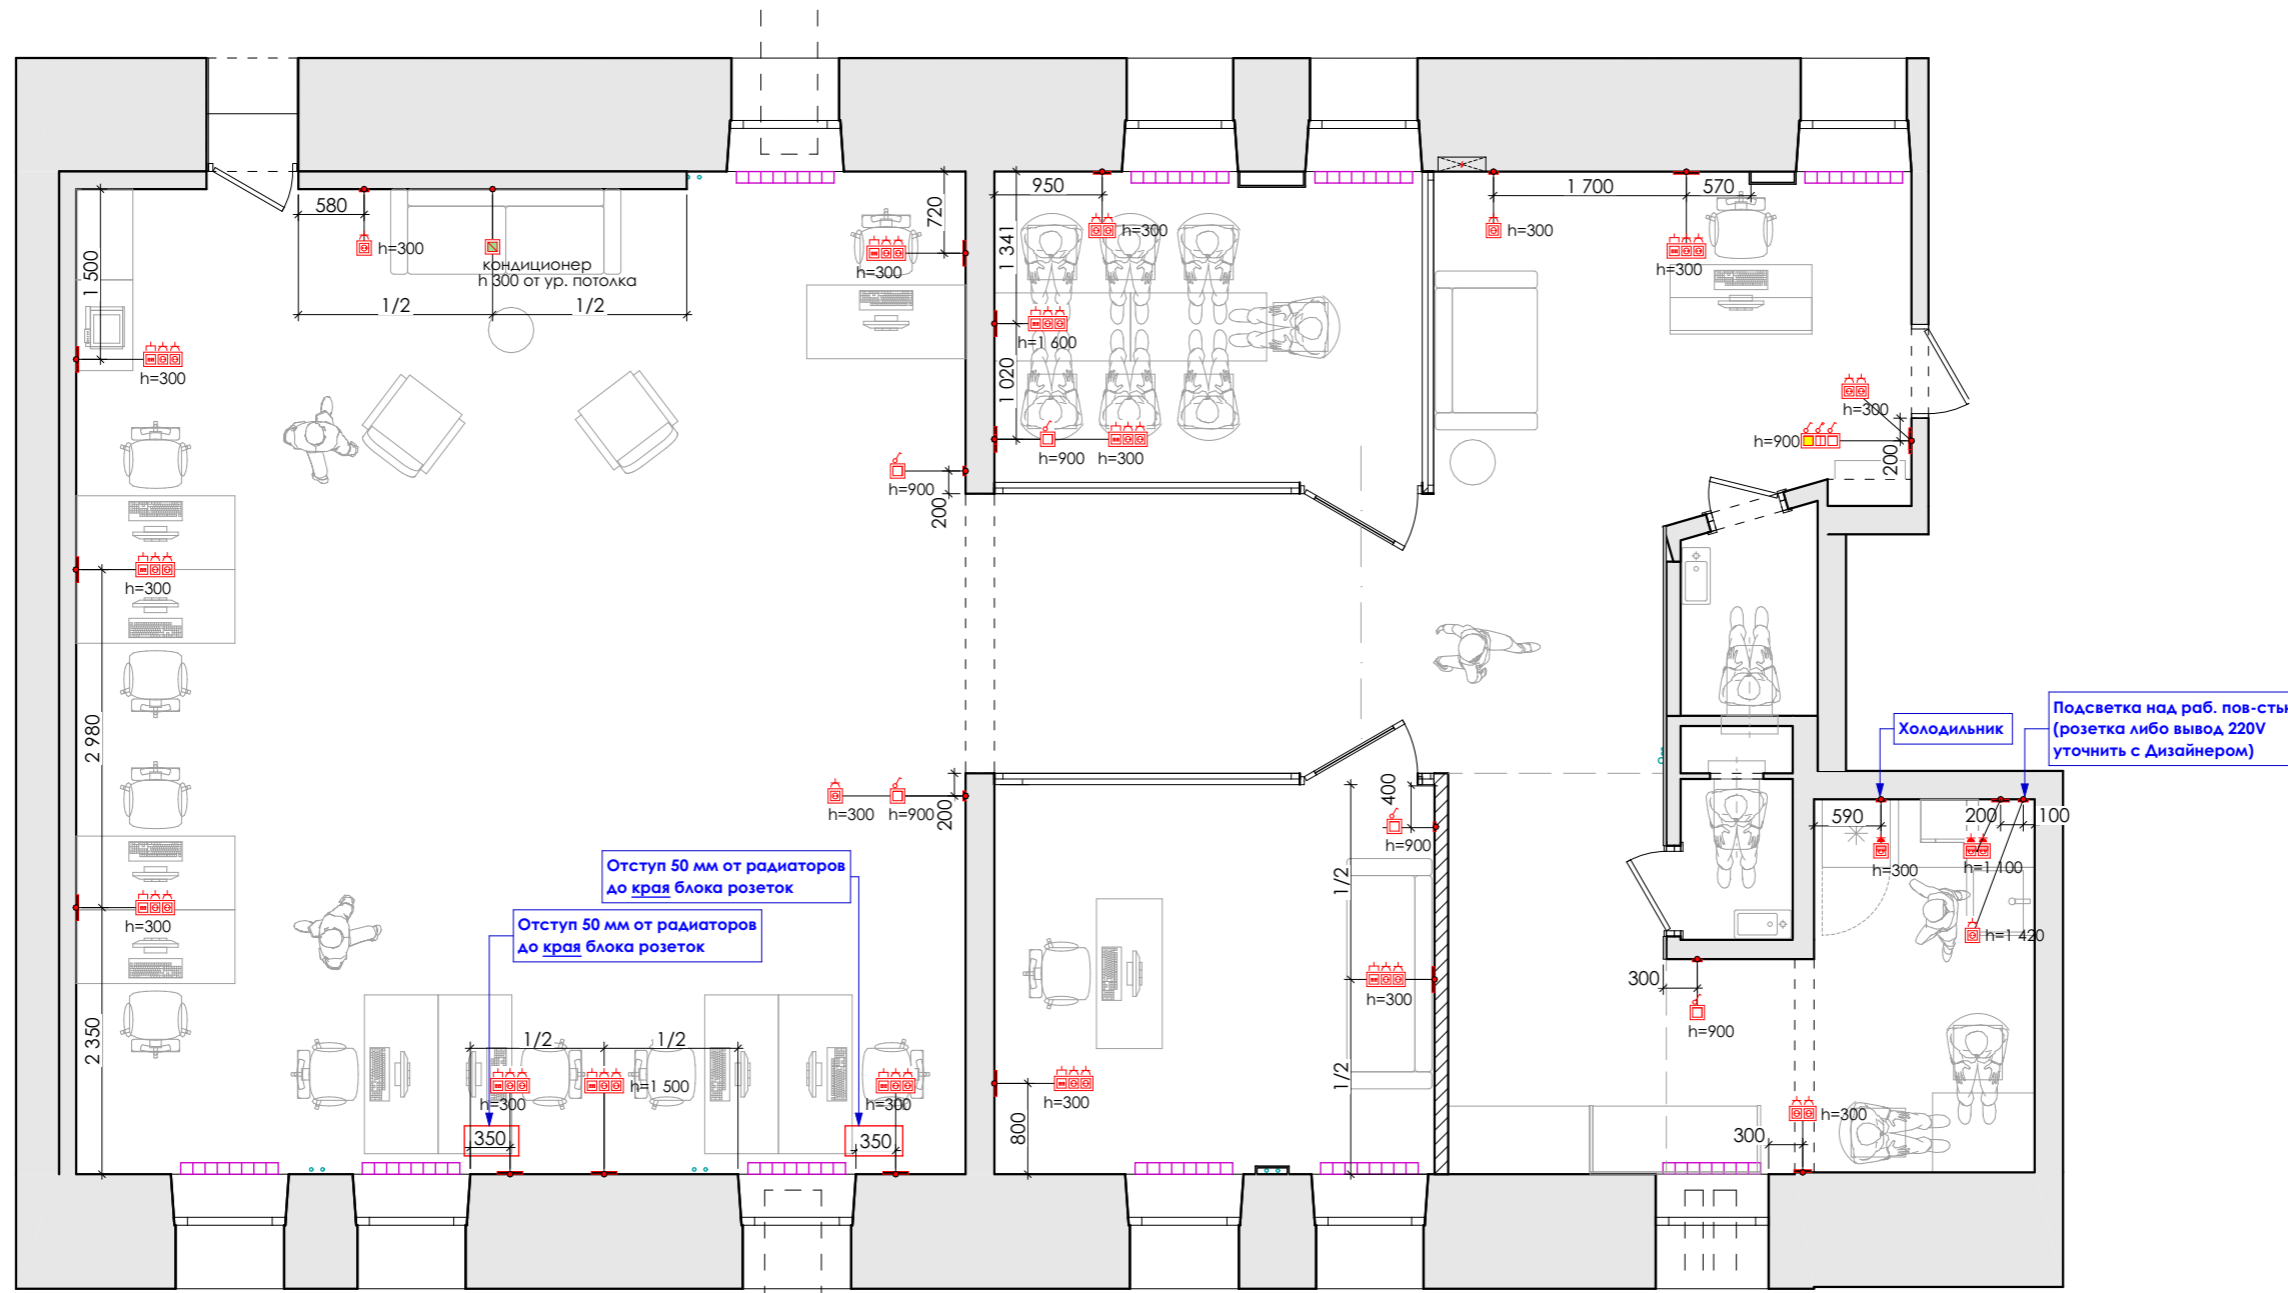 580
h=300
кондиционер
h 300 от ур. потолка
1/2
1/2
1 500
h=300
720
h=300
950
h=300
1 341
h=1 600
1 020
h=900
h=300
1 700
570
h=300
h=300
h=300
h=900
200
h=900
200
h=300
2 980
h=300
2 350
h=300
h=900
200
Отступ 50 мм от радиаторов
до края блока розеток
Отступ 50 мм от радиаторов
до края блока розеток
1/2
1/2
h=300
h=1 500
h=300
350
350
400
h=900
1/2
h=300
1/2
h=300
800
Холодильник
Подсветка над раб. пов-стью
(розетка либо вывод 220V
уточнить с Дизайнером)
590
200
100
h=300
h=1 100
h=1 420
300
h=900
h=300
300